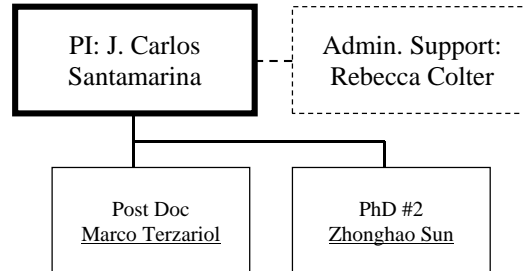 PI: J. Carlos
Santamarina
Admin. Support:
Rebecca Colter
Post Doc
Marco Terzariol
PhD #2
Zhonghao Sun